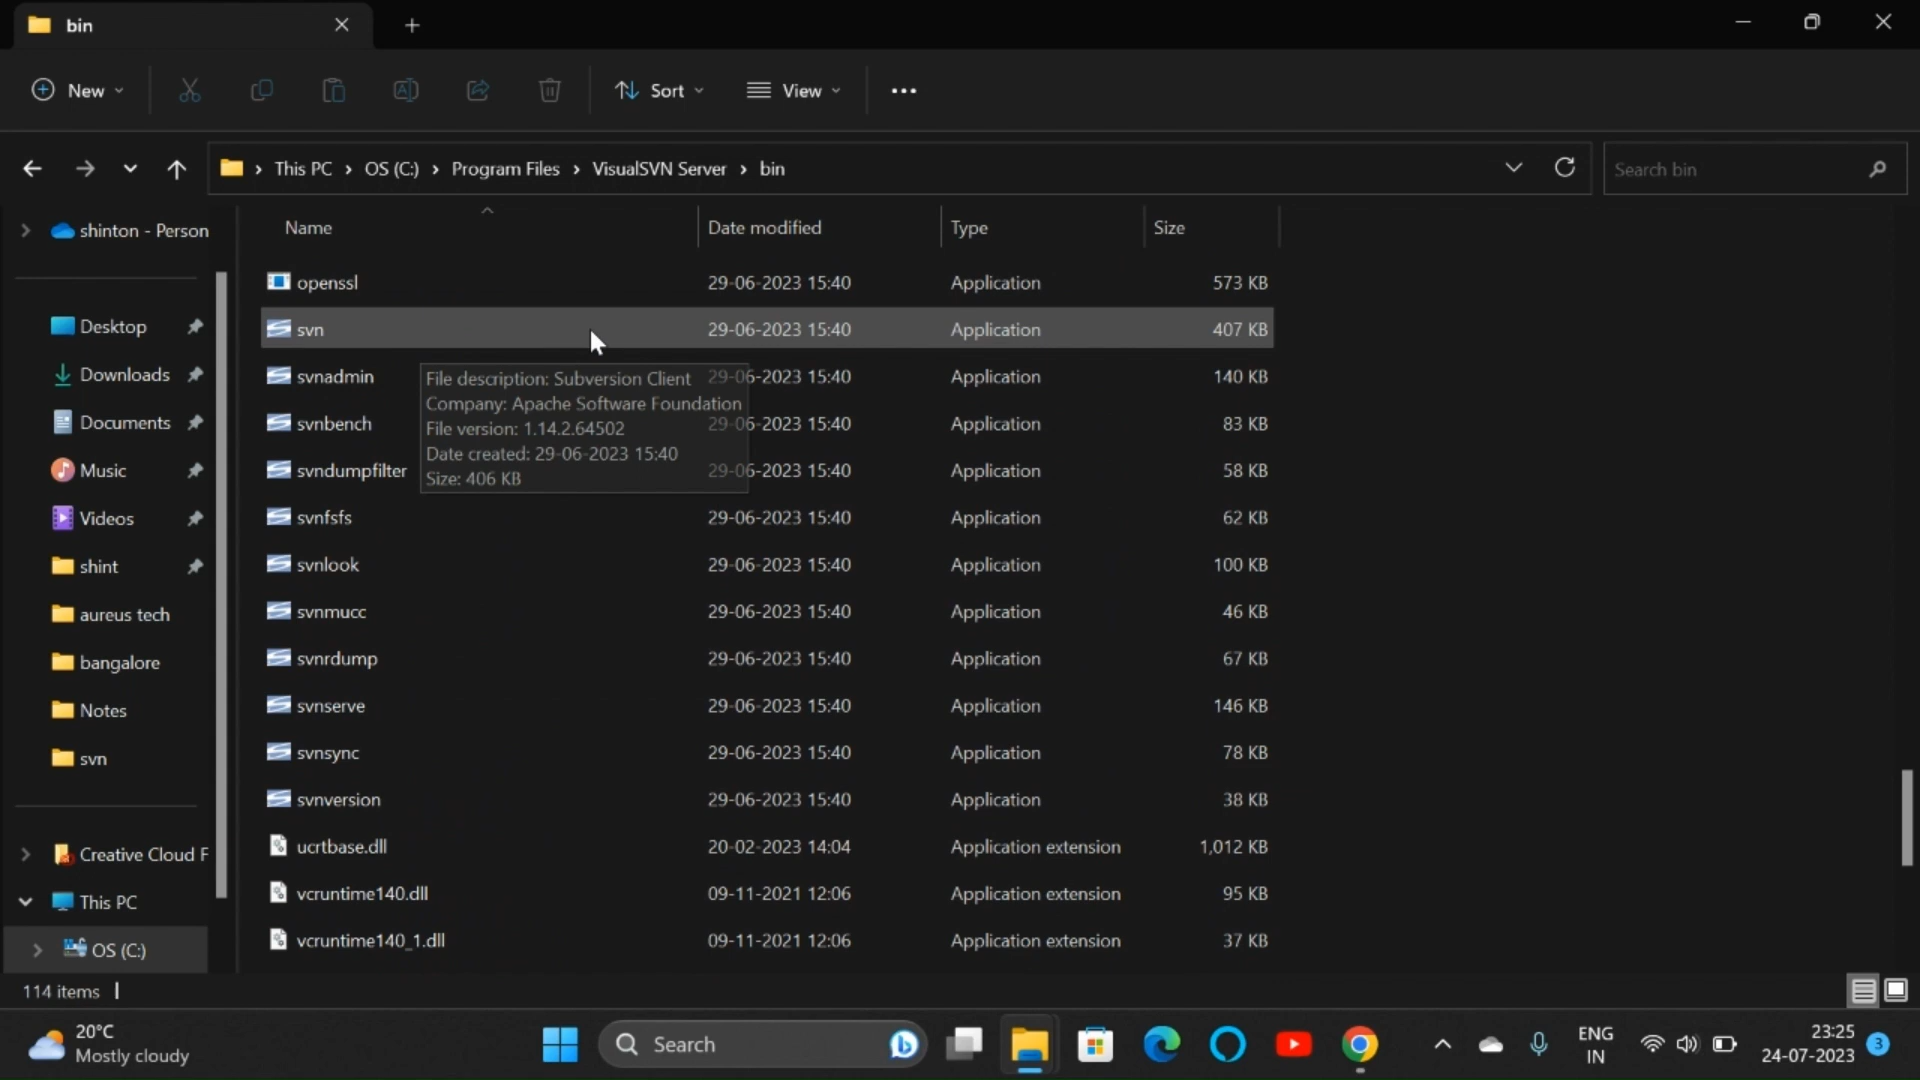 bin
New
Sort
View
This PC > OS (C:) > Program Files > VisualSVN Server > bin
Search bin
Name Date modified Type Size
shinton - Person
Desktop
Downloads
Documents
Music
Videos
shint
aureus tech
bangalore
Notes
svn
Creative Cloud F
This PC
OS (C:)
openssl 29-06-2023 15:40 Application 573 KB
svn 29-06-2023 15:40 Application 407 KB
svnadmin 29-06-2023 15:40 Application 140 KB
svnbench 29-06-2023 15:40 Application 83 KB
svndumpfilter 29-06-2023 15:40 Application 58 KB
File description: Subversion Client
Company: Apache Software Foundation
File version: 1.14.2.64502
Date created: 29-06-2023 15:40
Size: 406 KB
svnfsfs 29-06-2023 15:40 Application 62 KB
svnlook 29-06-2023 15:40 Application 100 KB
svnmucc 29-06-2023 15:40 Application 46 KB
svnrdump 29-06-2023 15:40 Application 67 KB
svnserve 29-06-2023 15:40 Application 146 KB
svnsync 29-06-2023 15:40 Application 78 KB
svnversion 29-06-2023 15:40 Application 38 KB
ucrtbase.dll 20-02-2023 14:04 Application extension 1,012 KB
vcruntime140.dll 09-11-2021 12:06 Application extension 95 KB
vcruntime140_1.dll 09-11-2021 12:06 Application extension 37 KB
114 items
20°C
Mostly cloudy
Search
ENG
IN
23:25
24-07-2023
3